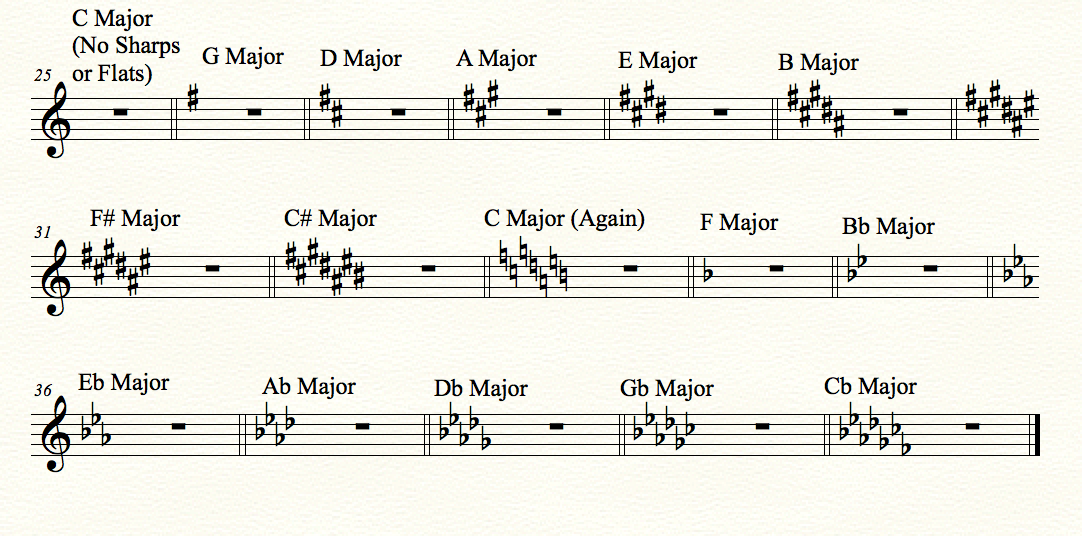 C Major
(No Sharps
or Flats)
G Major
D Major
A Major
E Major
B Major
25
F# Major
C# Major
C Major (Again)
F Major
Bb Major
31
Eb Major
Ab Major
Db Major
Gb Major
Cb Major
36